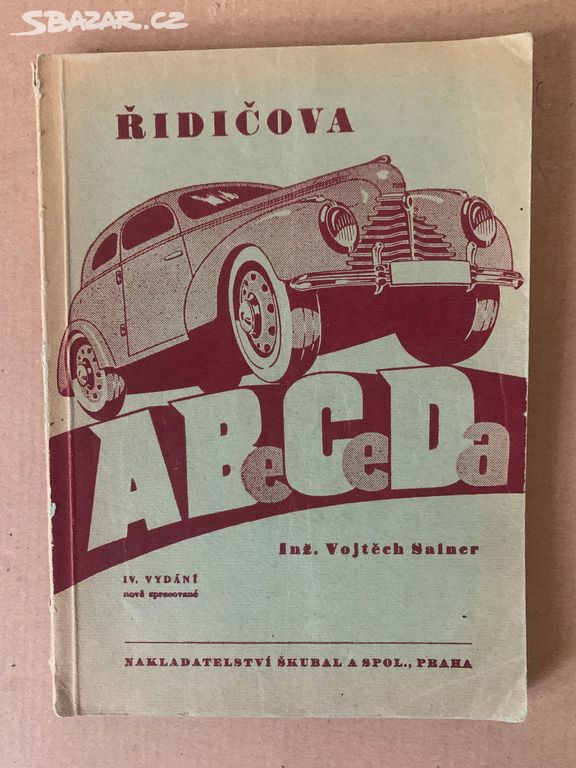 SBAZAR.CZ
ŘIDIČOVA
ABeCeDa
Inž. Vojtěch Sainer
IV. VYDÁNÍ
nově zpracované
NAKLADATELSTVÍ ŠKUBAL A SPOL., PRAHA